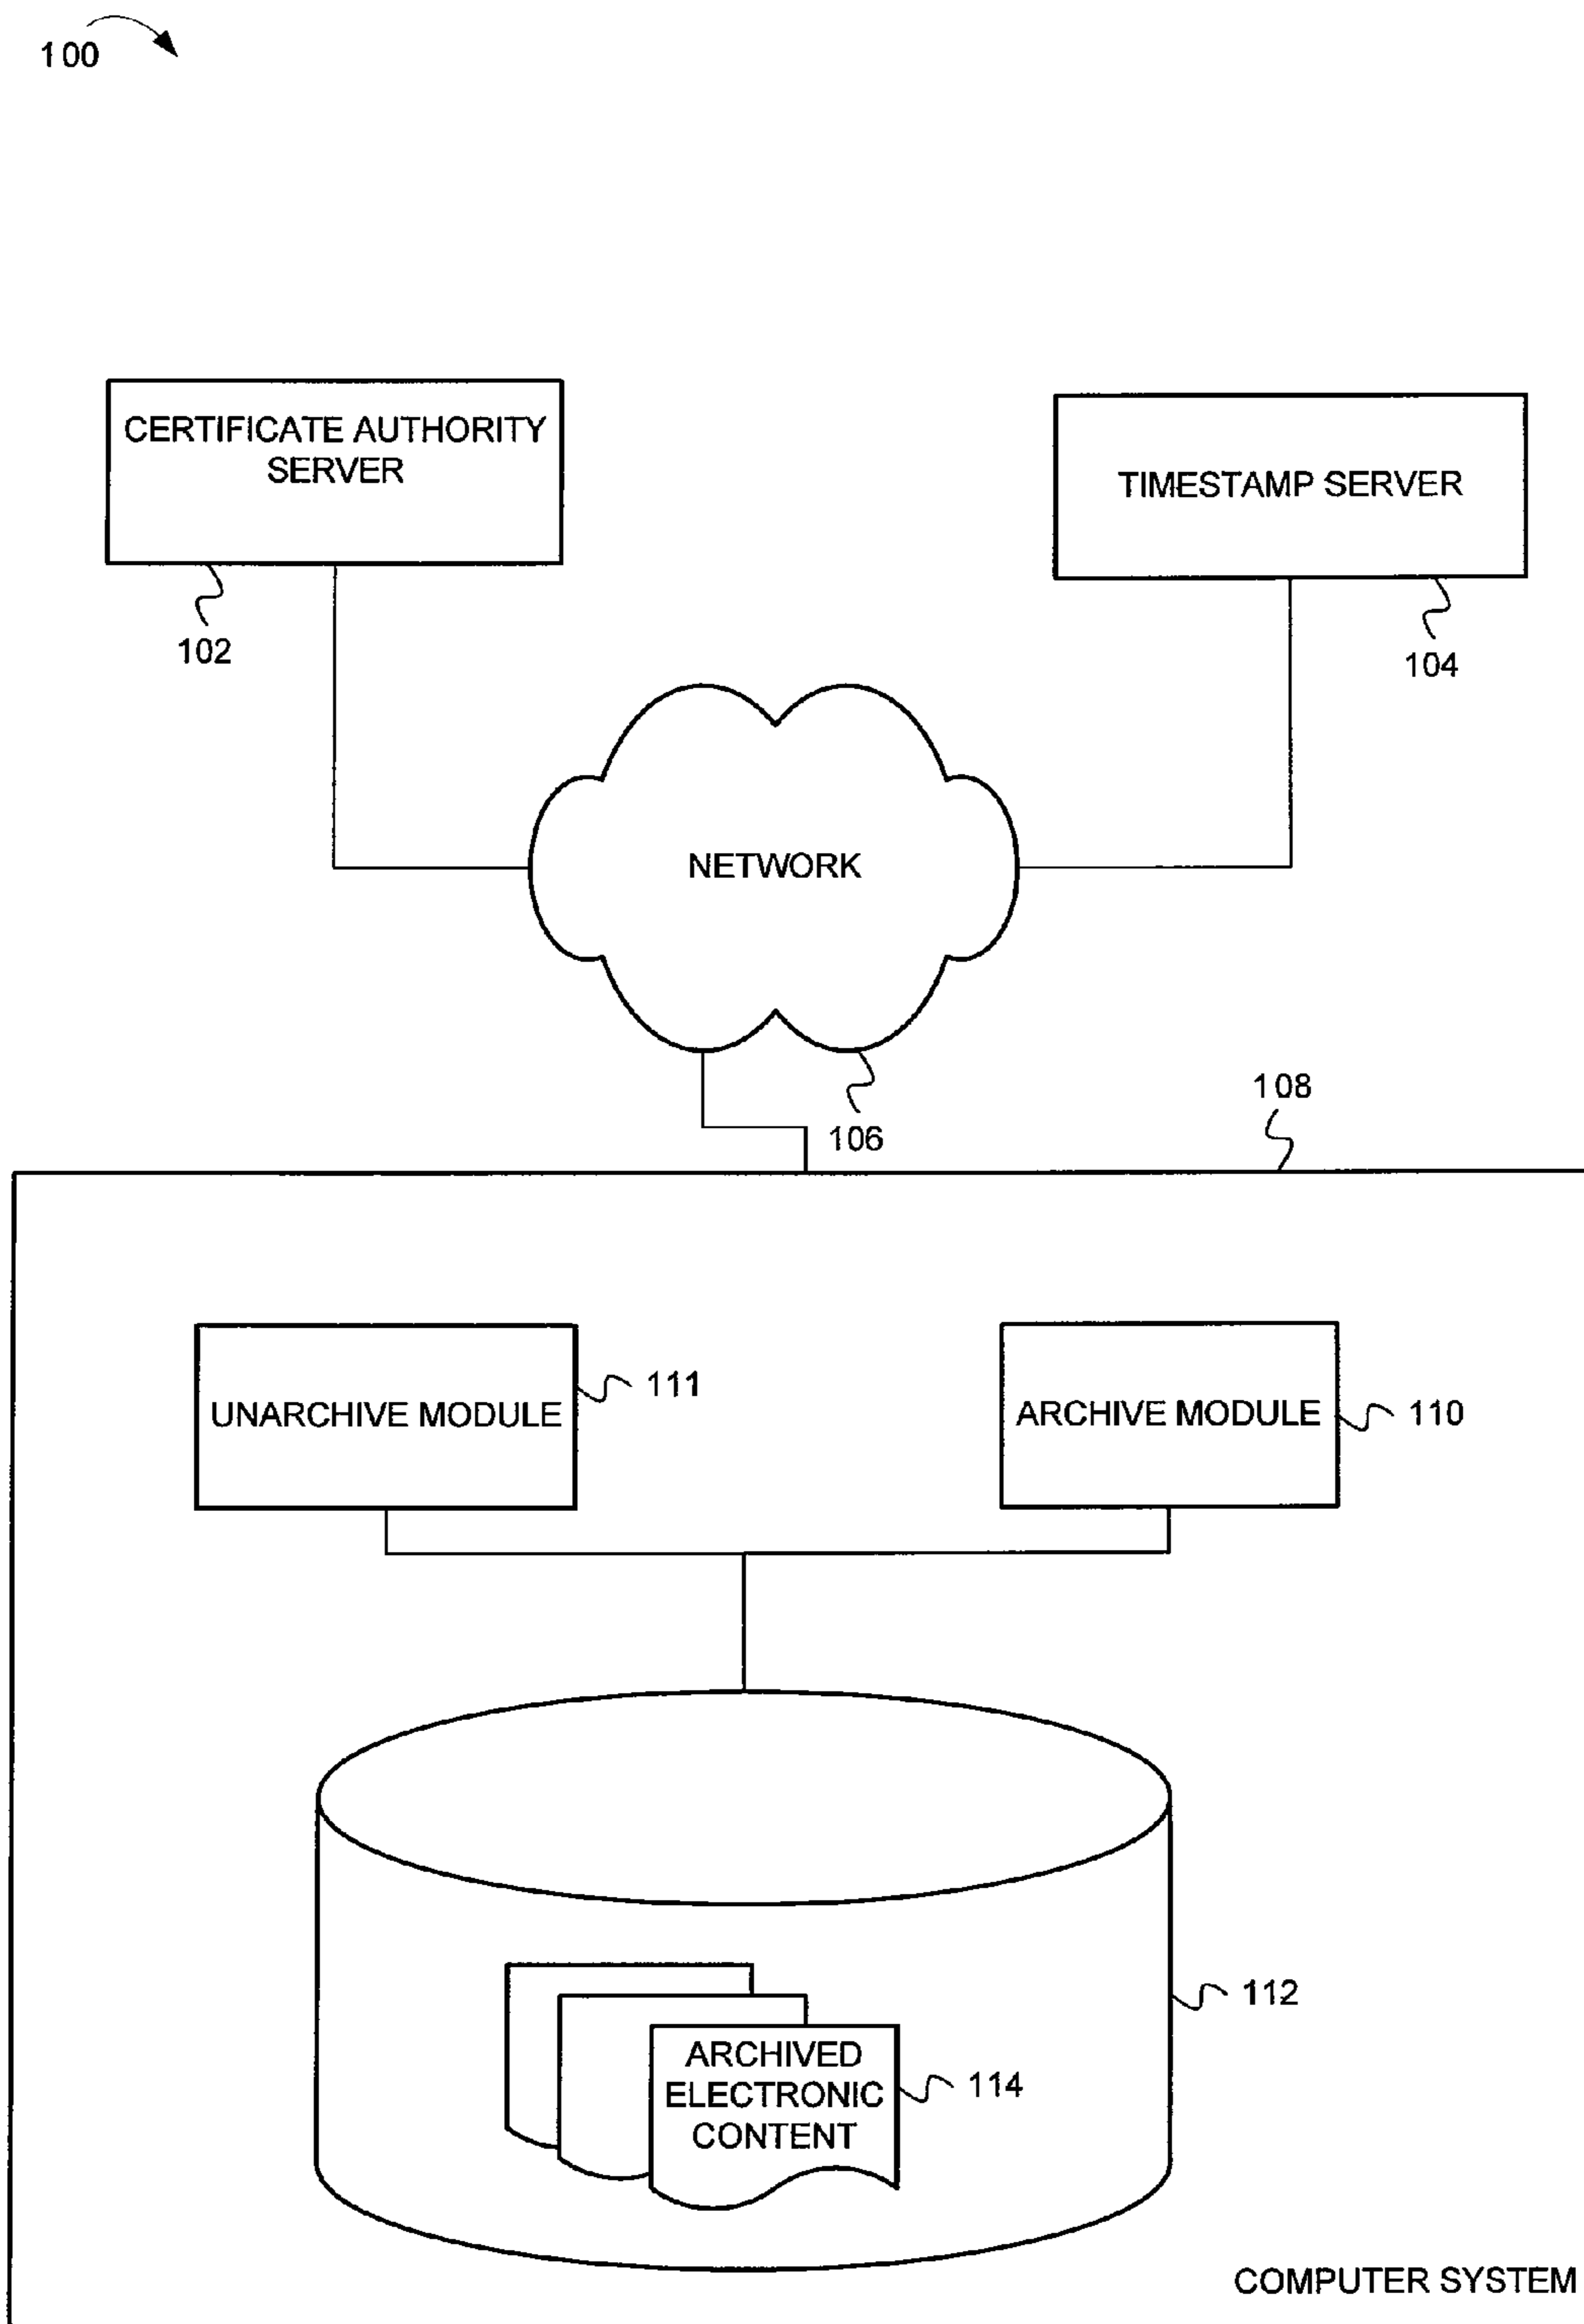 100
CERTIFICATE AUTHORITY
SERVER
TIMESTAMP SERVER
102
104
NETWORK
106
108
UNARCHIVE MODULE
111
ARCHIVE MODULE
110
112
ARCHIVED
ELECTRONIC
CONTENT
114
COMPUTER SYSTEM